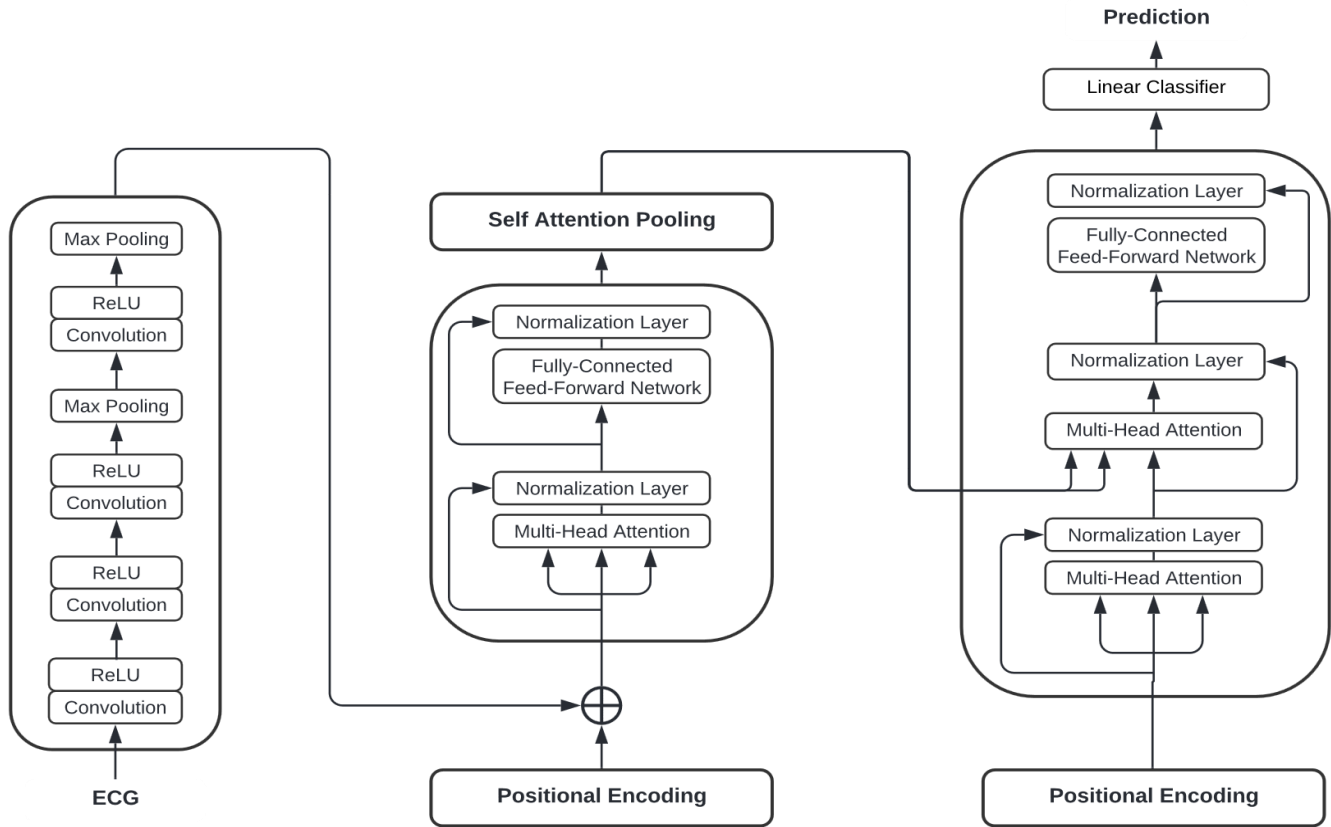 Max Pooling
ReLU
Convolution
Max Pooling
ReLU
Convolution
ReLU
Convolution
ReLU
Convolution
ECG
Self Attention Pooling
Normalization Layer
Fully-Connected
Feed-Forward Network
Normalization Layer
Multi-Head Attention
Positional Encoding
Prediction
Linear Classifier
Normalization Layer
Fully-Connected
Feed-Forward Network
Normalization Layer
Multi-Head Attention
Normalization Layer
Multi-Head Attention
Positional Encoding